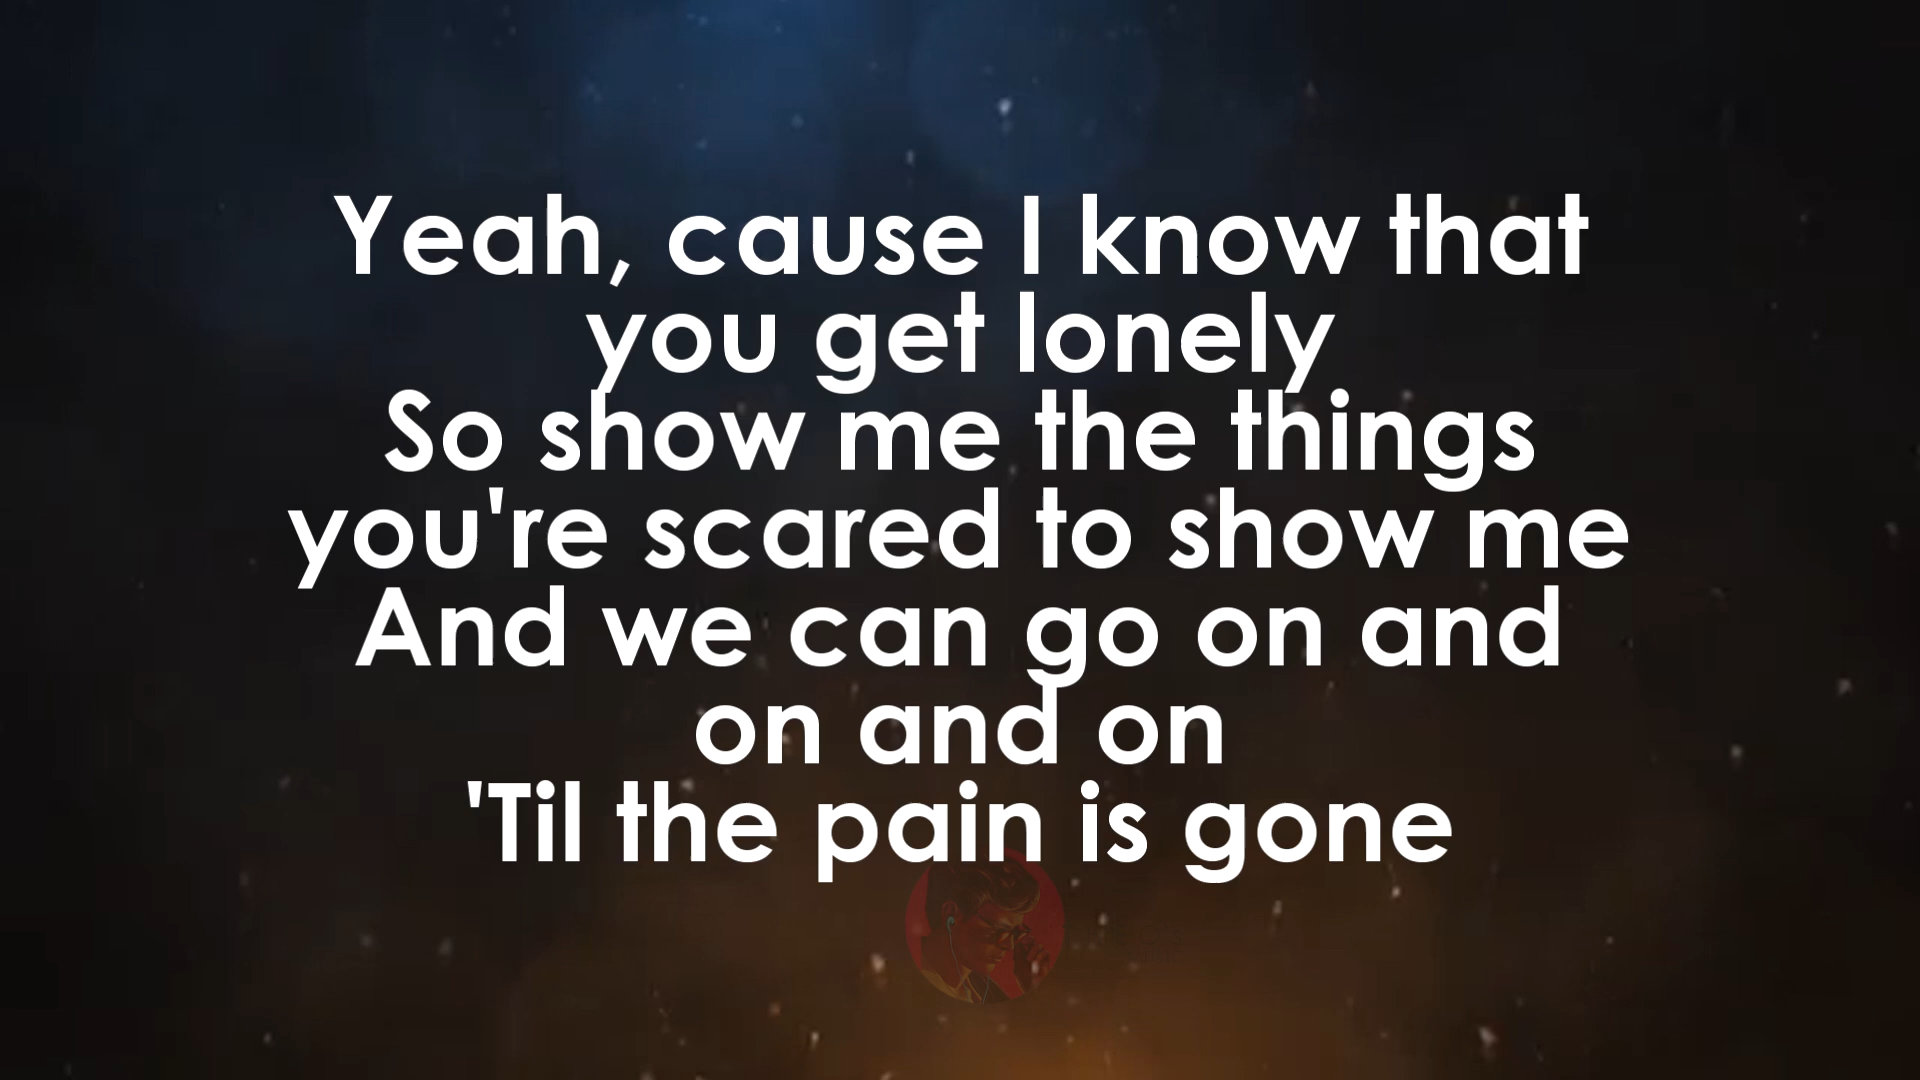 Yeah, cause I know that
you get lonely
So show me the things
you're scared to show me
And we can go on and
on and on
'Til the pain is gone